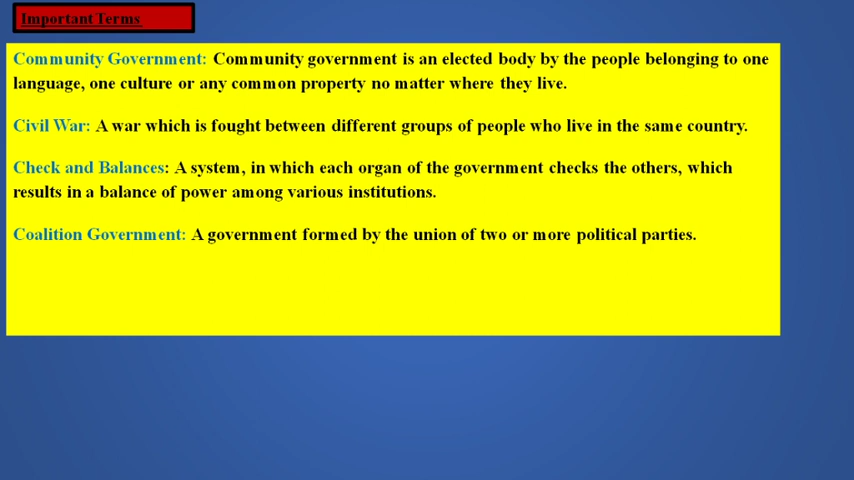 Important Terms
Community Government: Community government is an elected body by the people belonging to one
language, one culture or any common property no matter where they live.
Civil War: A war which is fought between different groups of people who live in the same country.
Check and Balances: A system, in which each organ of the government checks the others, which
results in a balance of power among various institutions.
Coalition Government: A government formed by the union of two or more political parties.